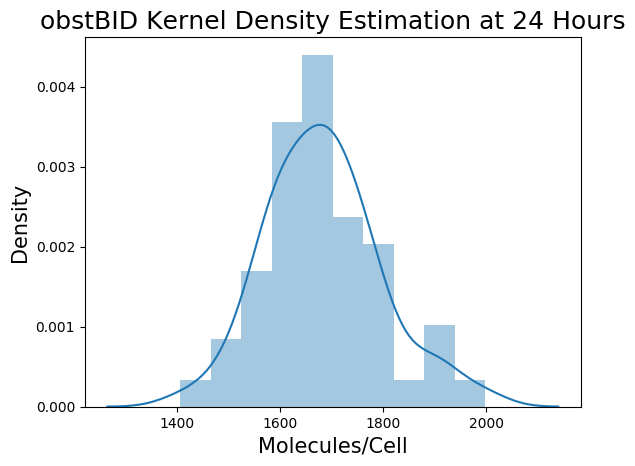 obstBID Kernel Density Estimation at 24 Hours
0.004
0.003
0.002
0.001
0.000
Density
1400 1600 1800 2000
Molecules/Cell